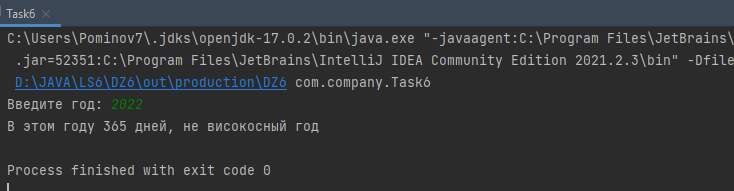 Task6 ×
C:\Users\Pominov7\.jdks\openjdk-17.0.2\bin\java.exe "-javaagent:C:\Program Files\JetBrains\
.jar=52351:C:\Program Files\JetBrains\IntelliJ IDEA Community Edition 2021.2.3\bin" -Dfile
D:\JAVA\LS6\DZ6\out\production\DZ6 com.company.Task6
Введите год: 2022
В этом году 365 дней, не високосный год
Process finished with exit code 0